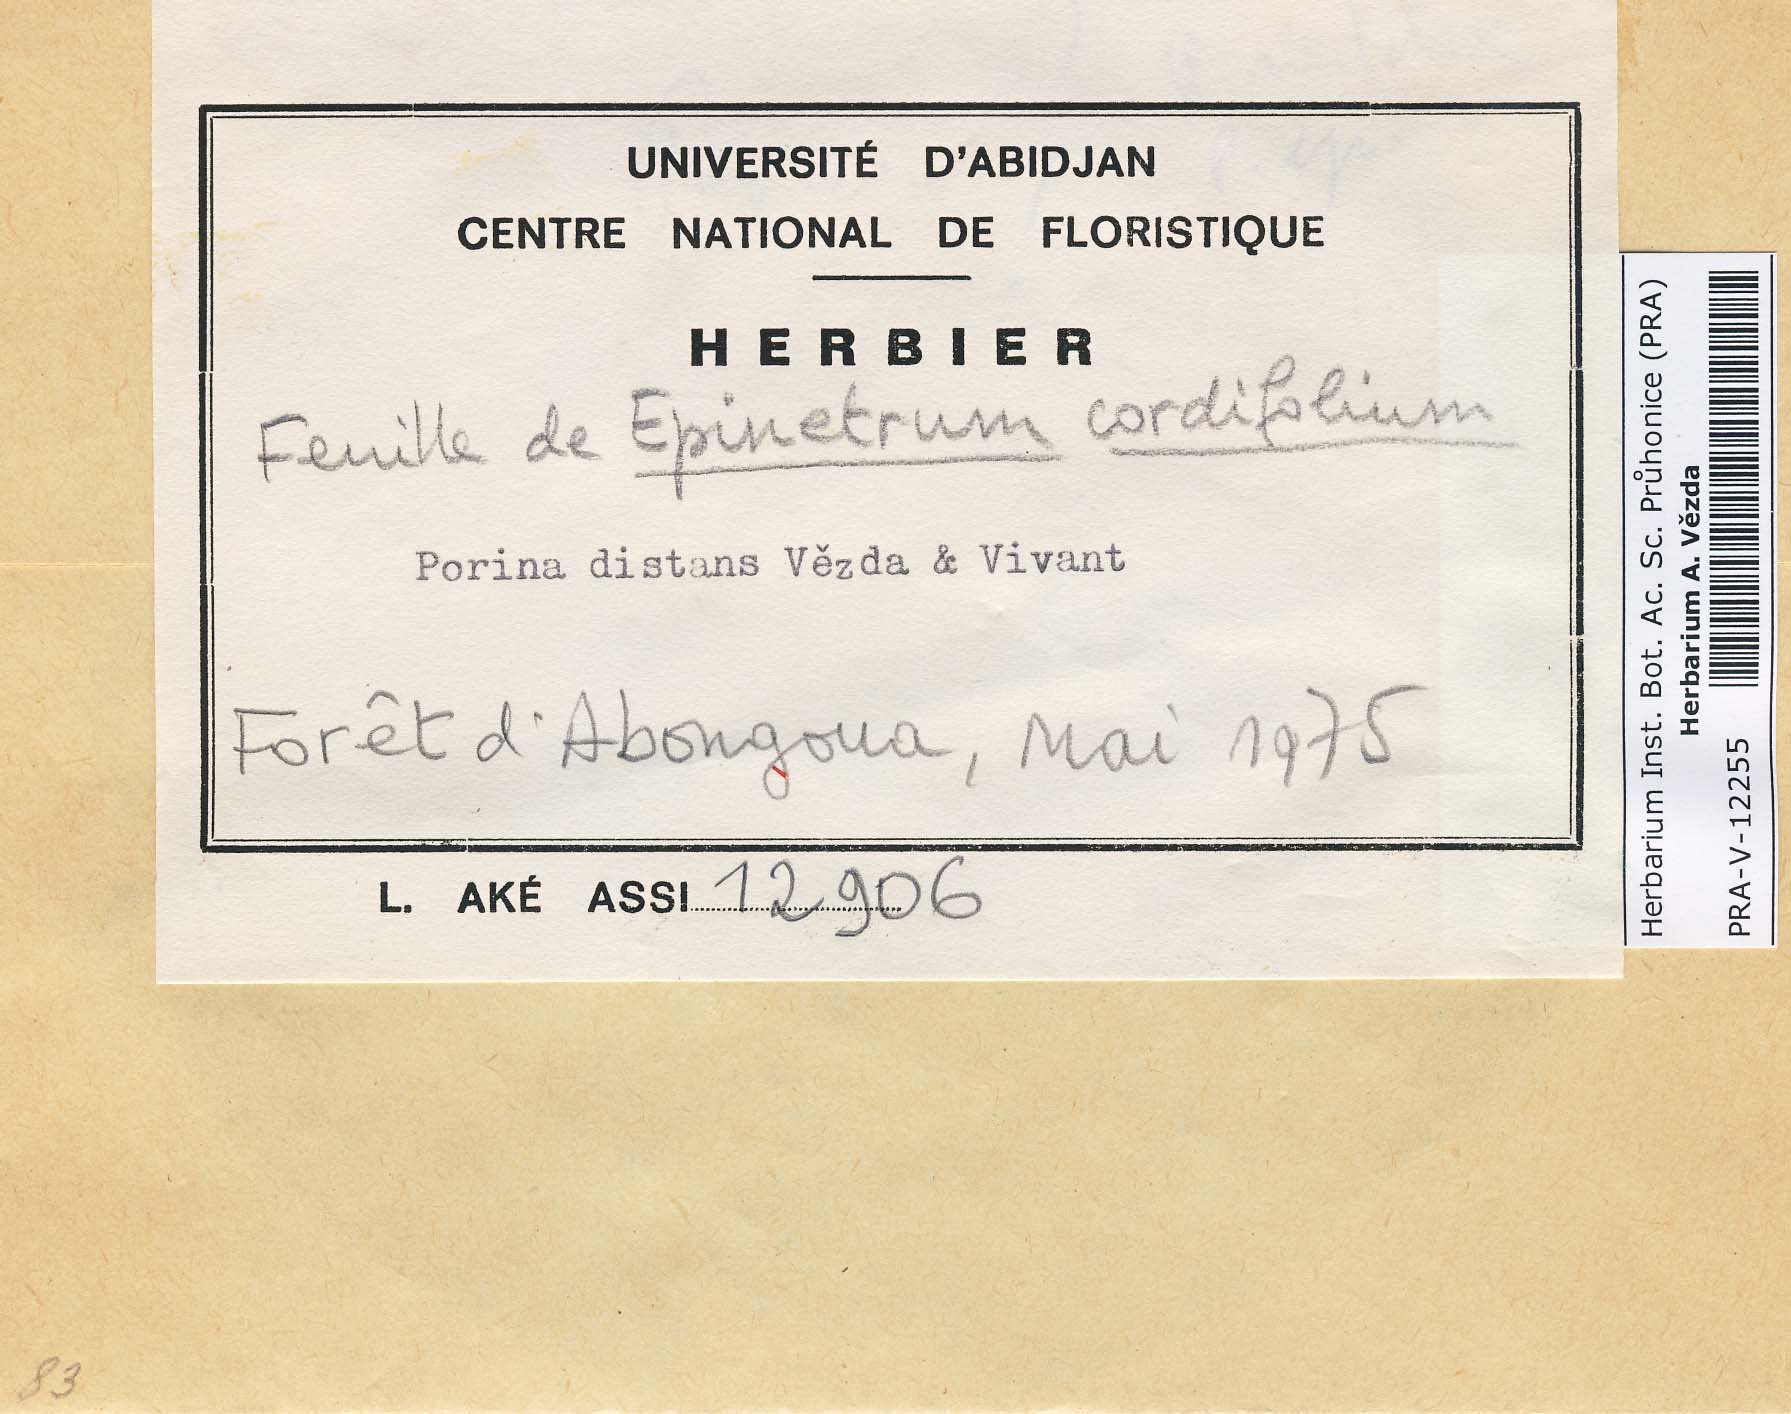 UNIVERSITÉ D'ABIDJAN
CENTRE NATIONAL DE FLORISTIQUE
HERBIER
Feuille de Epinetrum cordifolium
Porina distans Vězda & Vivant
Forêt d'Abongoua, Mai 1975
L. AKÉ ASSI 12906
Herbarium Inst. Bot. Ac. Sc. Průhonice (PRA)
Herbarium A. Vězda
PRA-V-12255
83